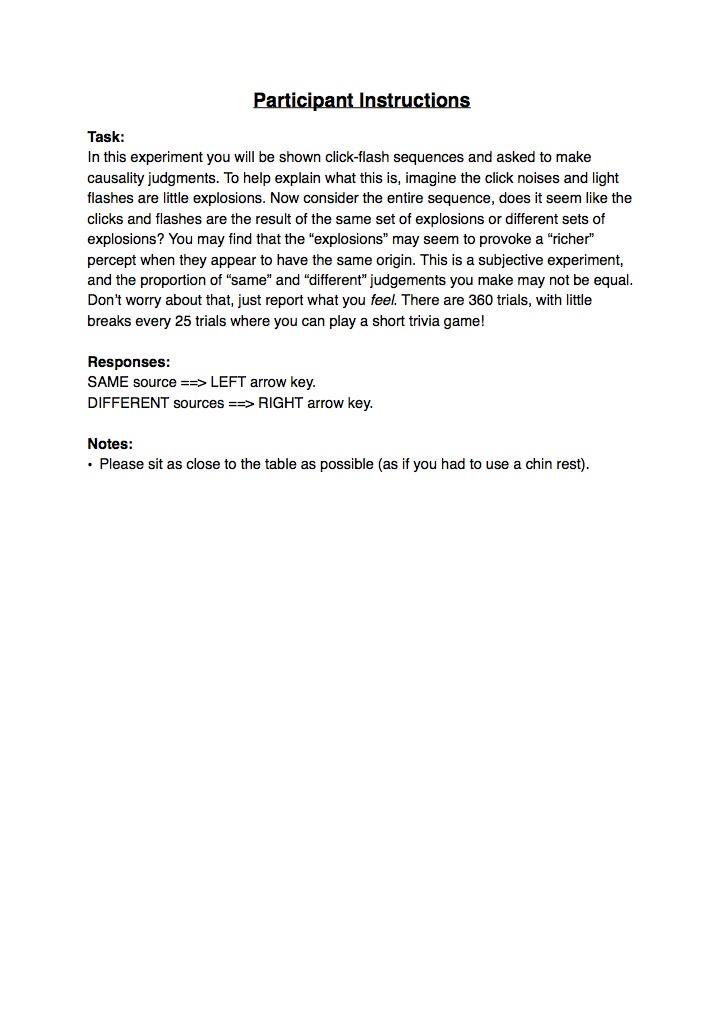 Participant Instructions
Task:
In this experiment you will be shown click-flash sequences and asked to make
causality judgments. To help explain what this is, imagine the click noises and light
flashes are little explosions. Now consider the entire sequence, does it seem like the
clicks and flashes are the result of the same set of explosions or different sets of
explosions? You may find that the “explosions” may seem to provoke a “richer”
percept when they appear to have the same origin. This is a subjective experiment,
and the proportion of “same” and “different” judgements you make may not be equal.
Don’t worry about that, just report what you feel. There are 360 trials, with little
breaks every 25 trials where you can play a short trivia game!
Responses:
SAME source ==> LEFT arrow key.
DIFFERENT sources ==> RIGHT arrow key.
Notes:
• Please sit as close to the table as possible (as if you had to use a chin rest).